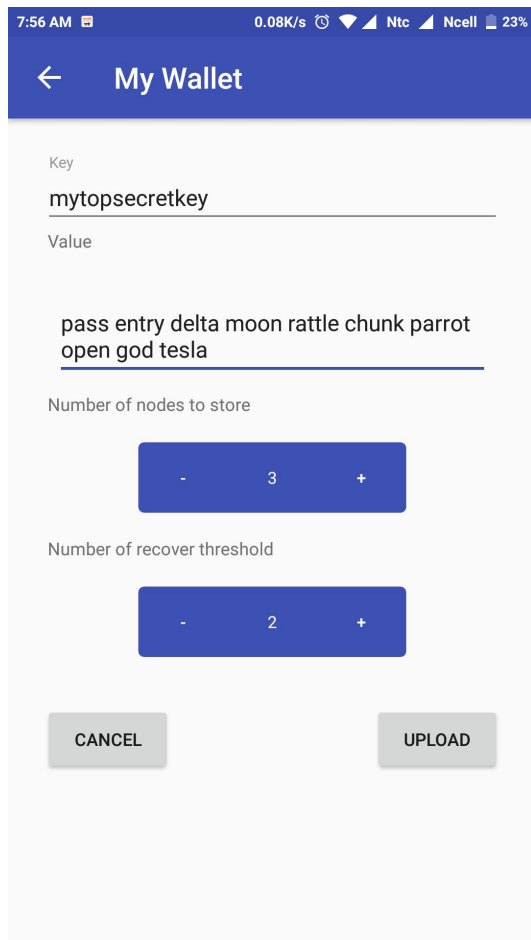 7:56 AM 0.08K/s Ntc Ncell 23%
My Wallet
Key
mytopsecretkey
Value
pass entry delta moon rattle chunk parrot
open god tesla
Number of nodes to store
- 3 +
Number of recover threshold
- 2 +
CANCEL UPLOAD